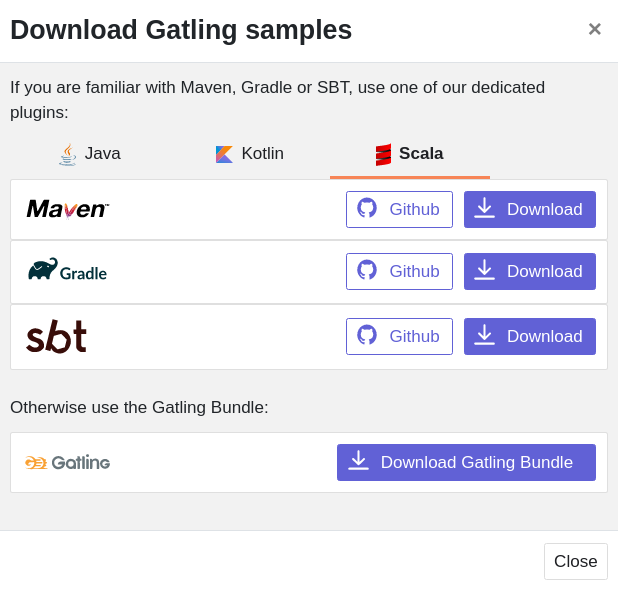 Download Gatling samples ×
If you are familiar with Maven, Gradle or SBT, use one of our dedicated
plugins:
Java Kotlin Scala
Maven™ Github Download
Gradle Github Download
sbt Github Download
Otherwise use the Gatling Bundle:
Gatling Download Gatling Bundle
Close